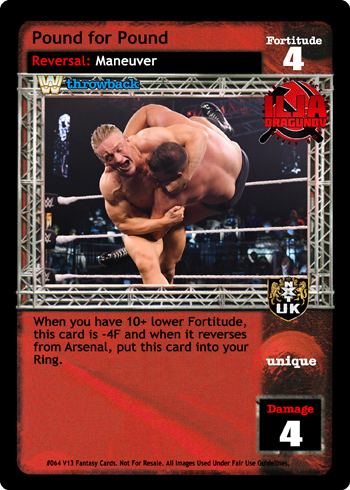 Pound for Pound
Fortitude
4
Reversal: Maneuver
W throwback
ILJA
DRAGUNOV
NXT
UK
When you have 10+ lower Fortitude,
this card is -4F and when it reverses
from Arsenal, put this card into your
Ring.
unique
Damage
4
#064 V13 Fantasy Cards. Not For Resale. All Images Used Under Fair Use Guidelines.